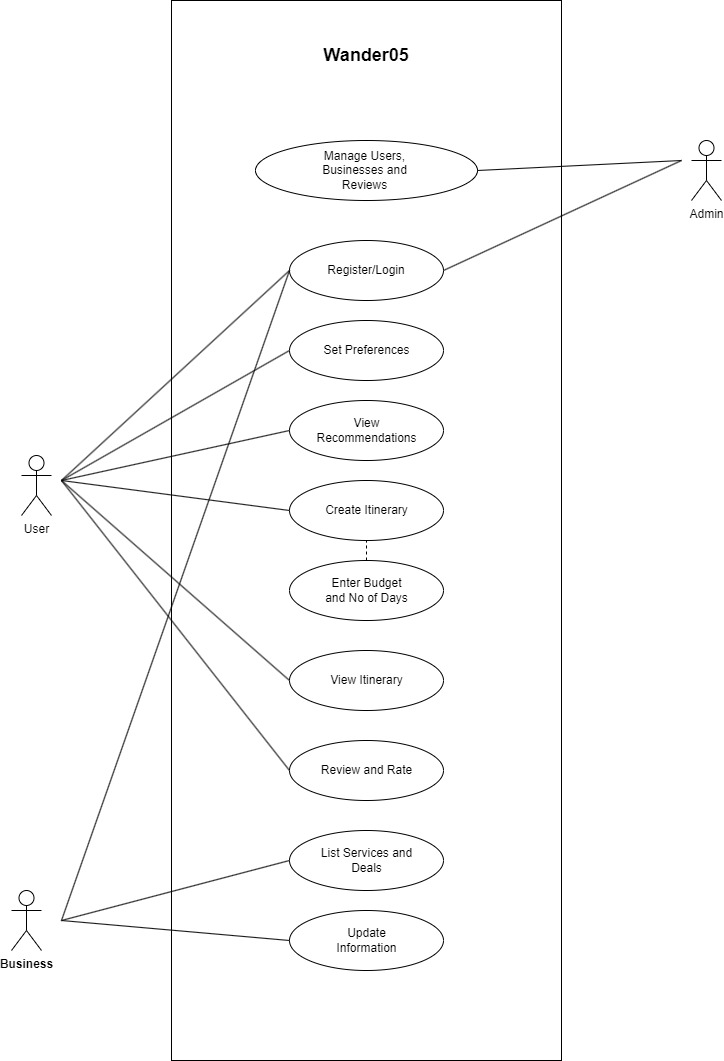 Wander05
Manage Users,
Businesses and
Reviews
Admin
Register/Login
Set Preferences
View
Recommendations
User
Create Itinerary
Enter Budget
and No of Days
View Itinerary
Review and Rate
List Services and
Deals
Business
Update
Information